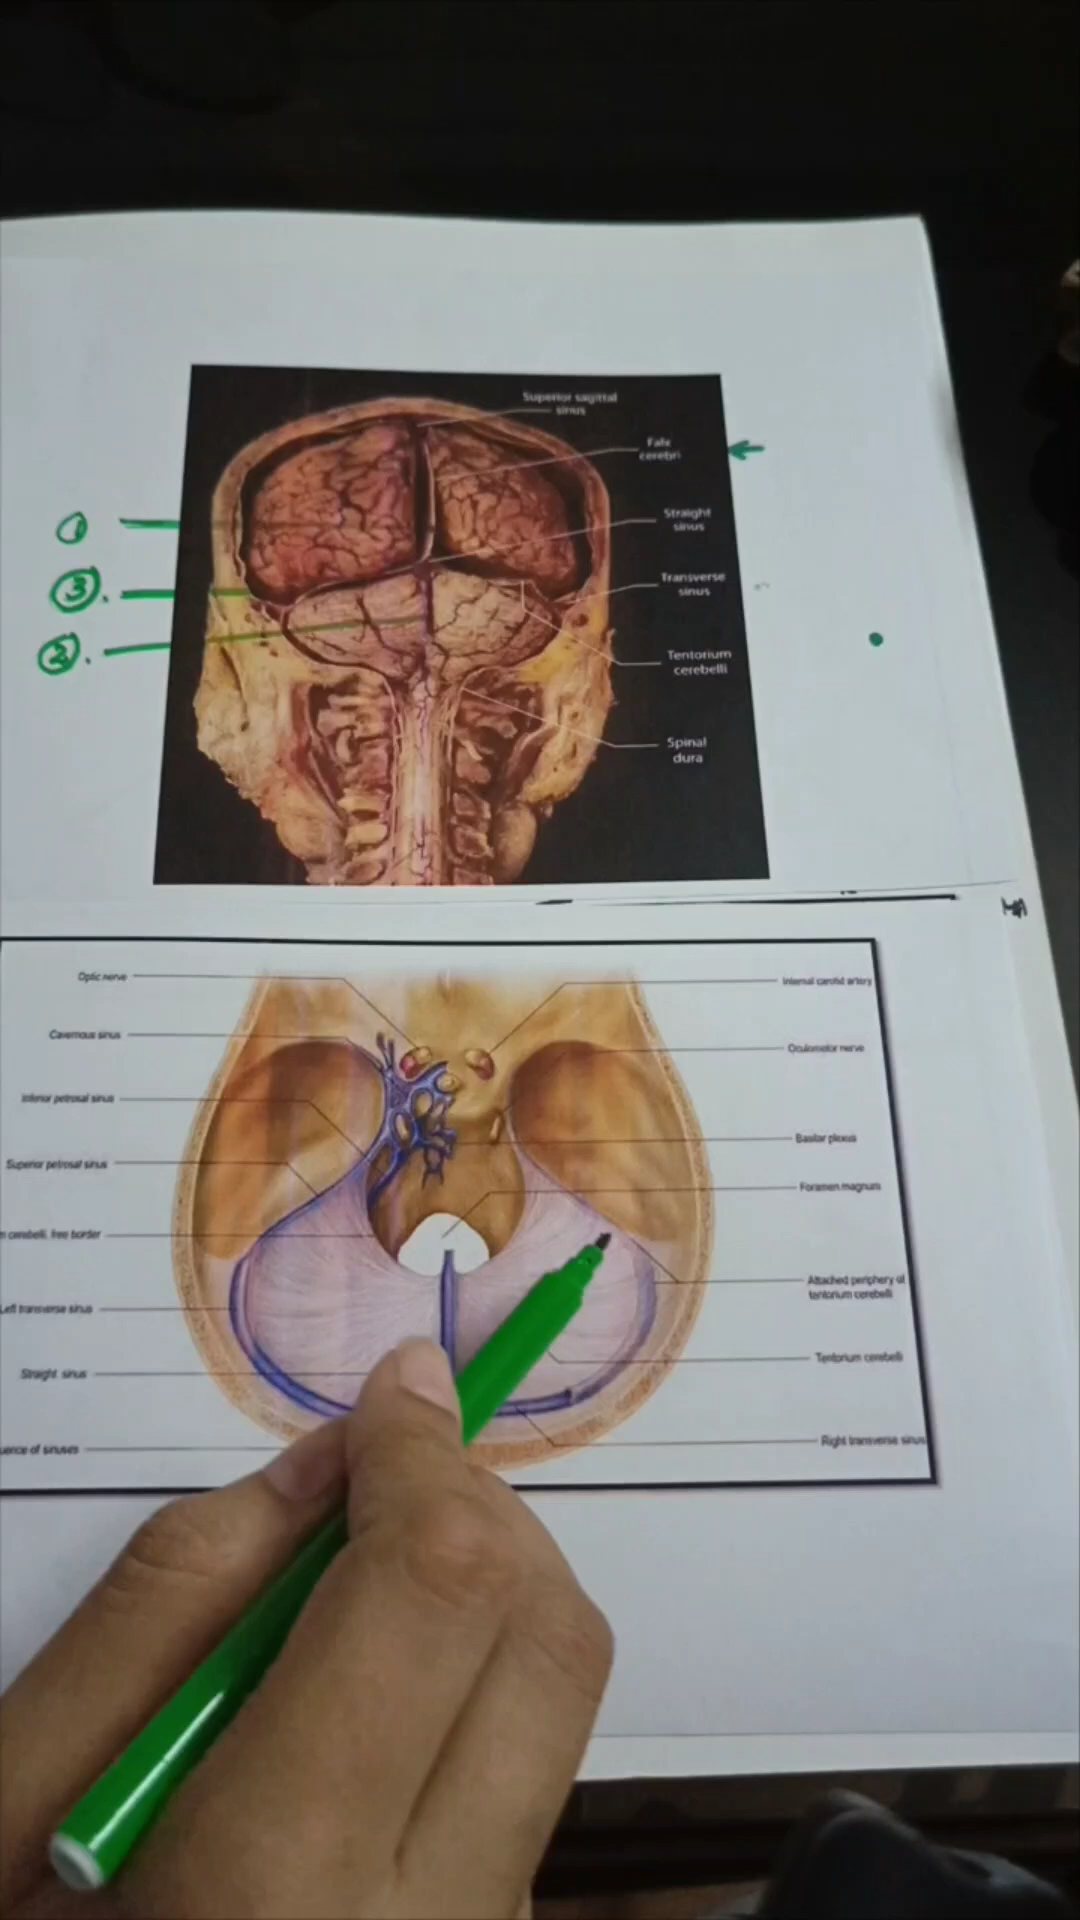 Superior sagittal
sinus
Falx
cerebri
①
Straight
sinus
③.
Transverse
sinus
②.
Tentorium
cerebelli
Spinal
dura
Optic nerve
Internal carotid artery
Cavernous sinus
Oculomotor nerve
Inferior petrosal sinus
Basilar plexus
Superior petrosal sinus
Foramen magnum
cerebelli, free border
Attached periphery of
tentorium cerebelli
Left transverse sinus
Tentorium cerebelli
Straight sinus
Right transverse sinus
of sinuses